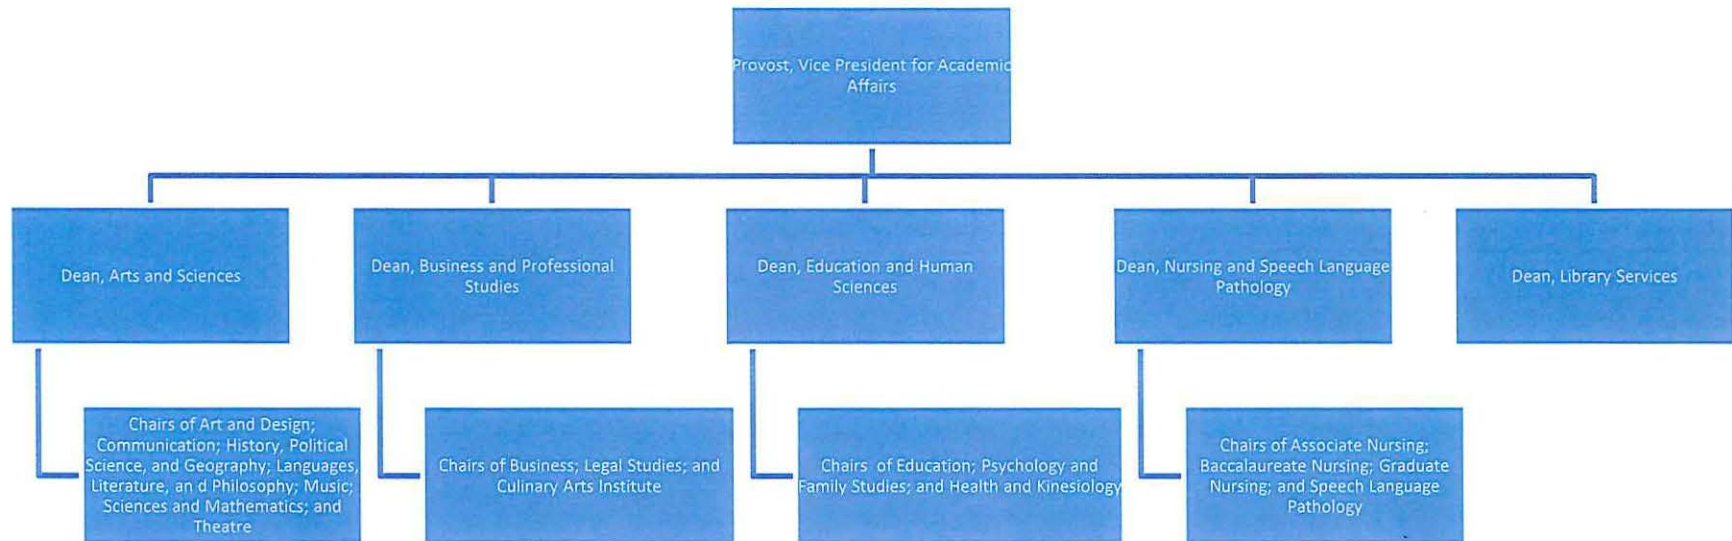 Provost, Vice President for Academic
Affairs
Dean, Arts and Sciences
Dean, Business and Professional
Studies
Dean, Education and Human
Sciences
Dean, Nursing and Speech Language
Pathology
Dean, Library Services
Chairs of Art and Design;
Communication; History, Political
Science, and Geography; Languages,
Literature, an d Philosophy; Music;
Sciences and Mathematics; and
Theatre
Chairs of Business; Legal Studies; and
Culinary Arts Institute
Chairs  of Education; Psychology and
Family Studies; and Health and Kinesiology
Chairs of Associate Nursing;
Baccalaureate Nursing; Graduate
Nursing; and Speech Language
Pathology